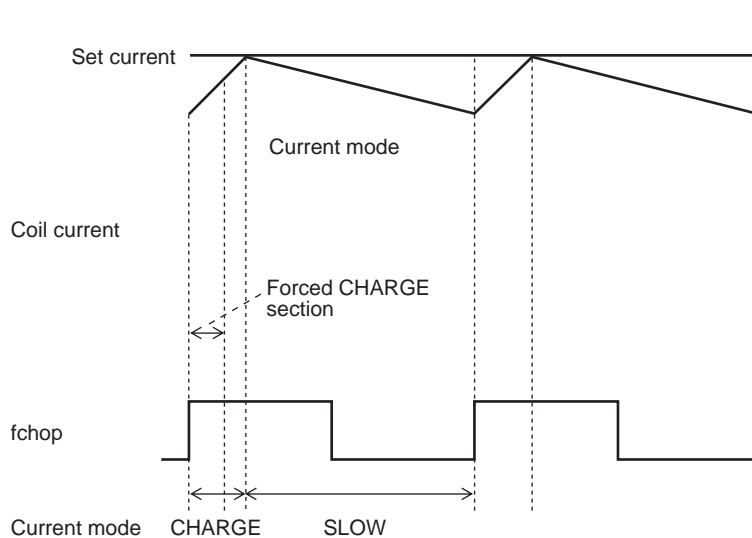 Set current
Current mode
Coil current
Forced CHARGE
section
fchop
Current mode CHARGE SLOW